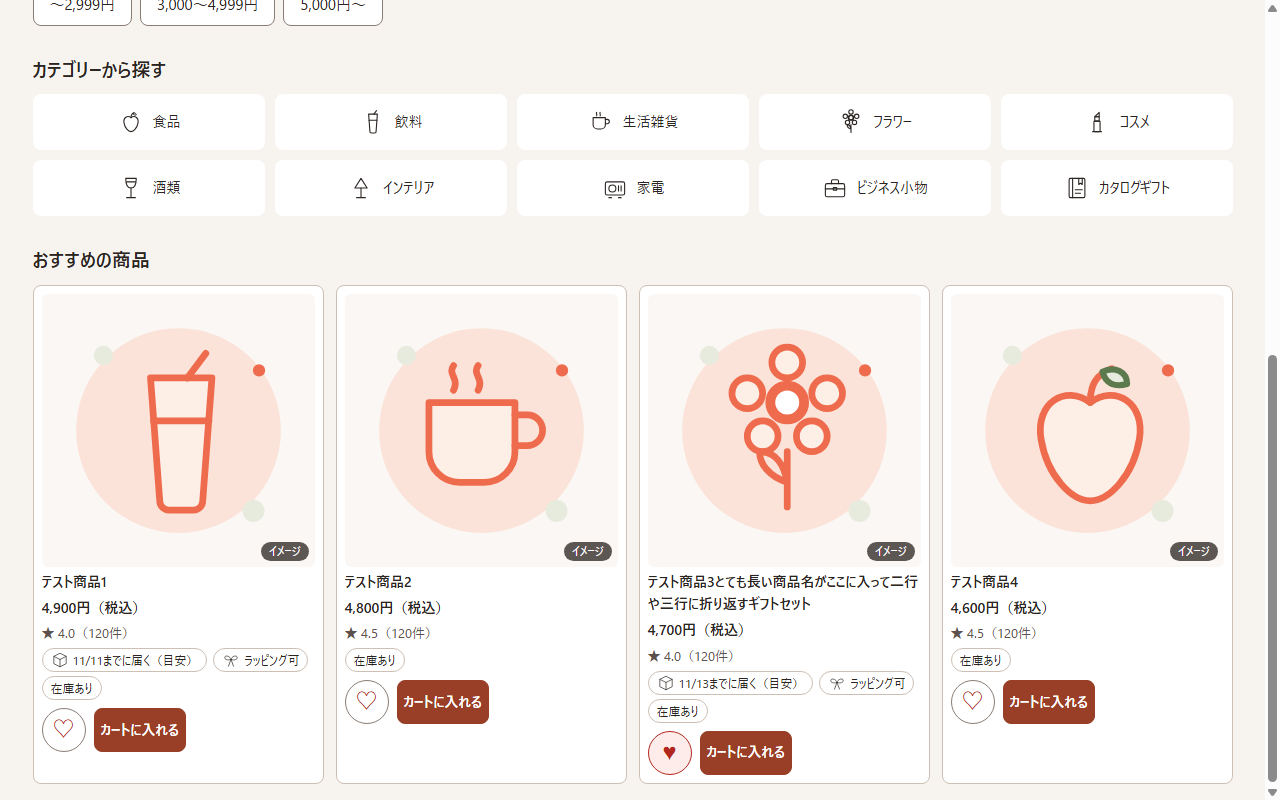 ～2,999円
3,000～4,999円
5,000円～
カテゴリーから探す
食品
飲料
生活雑貨
フラワー
コスメ
酒類
インテリア
家電
ビジネス小物
カタログギフト
おすすめの商品
イメージ
テスト商品1
4,900円（税込）
★ 4.0（120件）
11/11までに届く（目安）
ラッピング可
在庫あり
♡
カートに入れる
イメージ
テスト商品2
4,800円（税込）
★ 4.5（120件）
在庫あり
♡
カートに入れる
イメージ
テスト商品3とても長い商品名がここに入って二行
や三行に折り返すギフトセット
4,700円（税込）
★ 4.0（120件）
11/13までに届く（目安）
ラッピング可
在庫あり
♥
カートに入れる
イメージ
テスト商品4
4,600円（税込）
★ 4.5（120件）
在庫あり
♡
カートに入れる